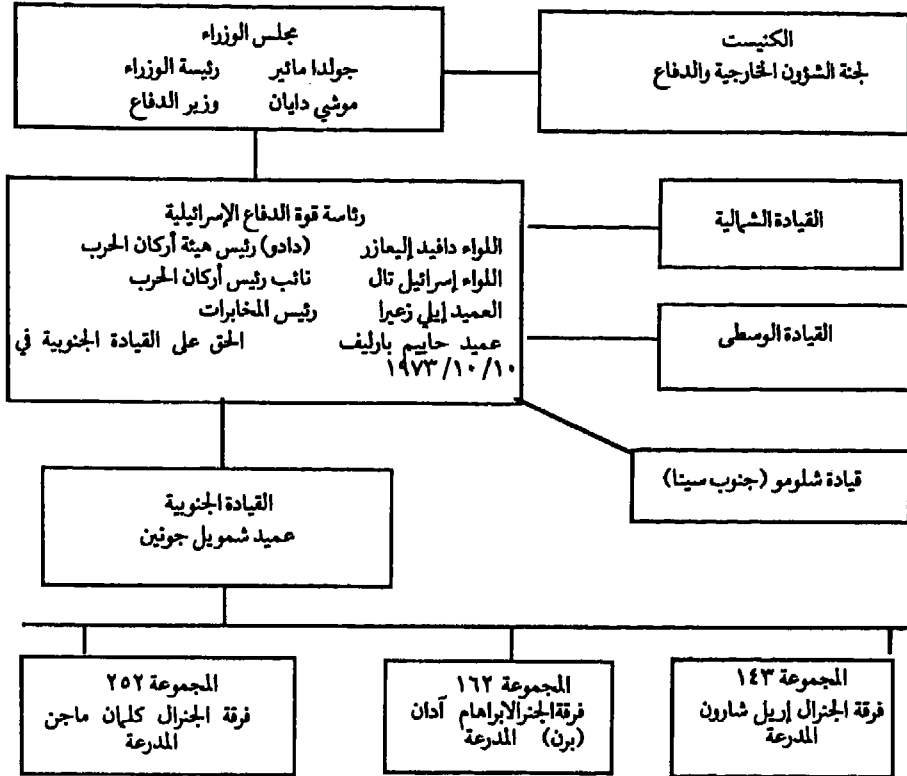 مجلس الوزراء
جولدا مائير رئيسة الوزراء
موشي دايان وزير الدفاع
الكنيست
لجنة الشؤون الخارجية والدفاع
رئاسة قوة الدفاع الإسرائيلية
اللواء دافيد إليعازر (دادو) رئيس هيئة أركان الحرب
اللواء إسرائيل تال نائب رئيس أركان الحرب
العميد إيلي زعيرا رئيس المخابرات
عميد حاييم بارليف الحق على القيادة الجنوبية في
١٩٧٣/١٠/١٠
القيادة الشمالية
القيادة الوسطى
قيادة شلومو (جنوب سينا)
القيادة الجنوبية
عميد شمويل جونين
المجموعة ١٤٣
فرقة الجنرال إريل شارون
المدرعة
المجموعة ١٦٢
فرقة الجنرالابراهام آدان
(برن) المدرعة
المجموعة ٢٥٢
فرقة الجنرال كلمان ماجن
المدرعة